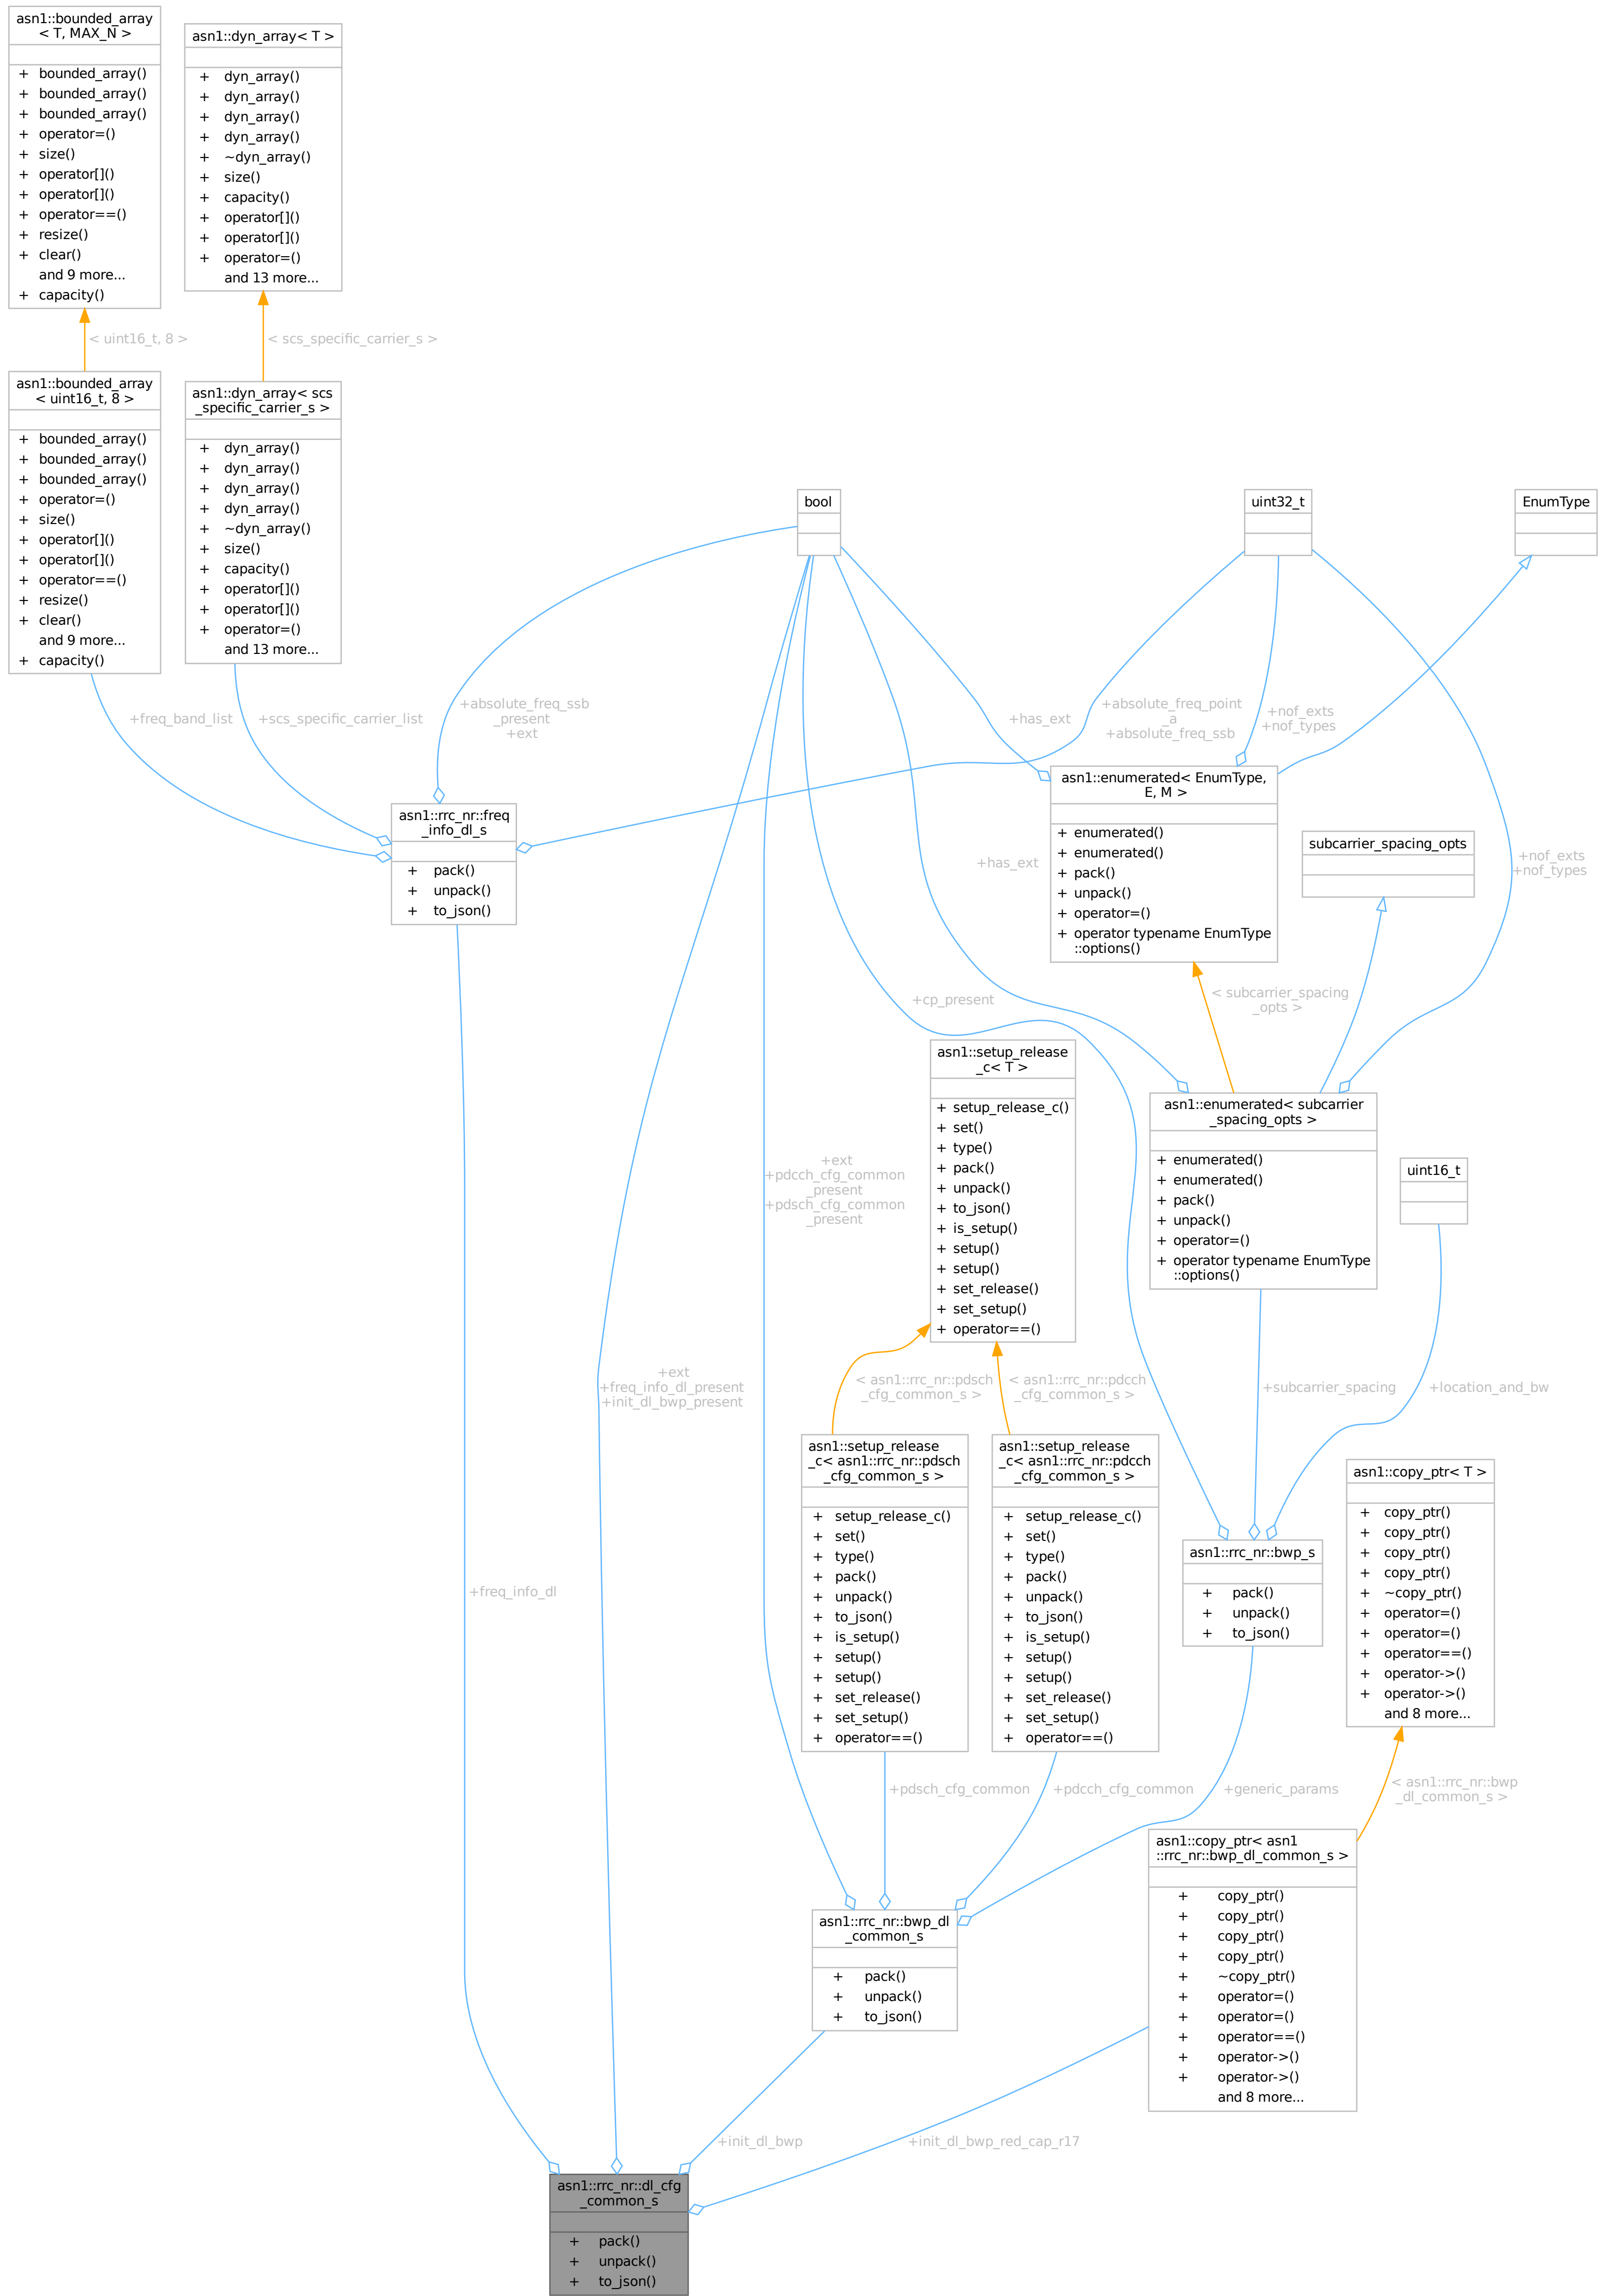 asn1::bounded_array
< T, MAX_N >
+ bounded_array()
+ bounded_array()
+ bounded_array()
+ operator=()
+ size()
+ operator[]()
+ operator[]()
+ operator==()
+ resize()
+ clear()
and 9 more...
+ capacity()
asn1::dyn_array< T >
+ dyn_array()
+ dyn_array()
+ dyn_array()
+ dyn_array()
+ ~dyn_array()
+ size()
+ capacity()
+ operator[]()
+ operator[]()
+ operator=()
and 13 more...
< uint16_t, 8 >
< scs_specific_carrier_s >
asn1::bounded_array
< uint16_t, 8 >
+ bounded_array()
+ bounded_array()
+ bounded_array()
+ operator=()
+ size()
+ operator[]()
+ operator[]()
+ operator==()
+ resize()
+ clear()
and 9 more...
+ capacity()
asn1::dyn_array< scs
_specific_carrier_s >
+ dyn_array()
+ dyn_array()
+ dyn_array()
+ dyn_array()
+ ~dyn_array()
+ size()
+ capacity()
+ operator[]()
+ operator[]()
+ operator=()
and 13 more...
bool
uint32_t
EnumType
+freq_band_list
+scs_specific_carrier_list
+absolute_freq_ssb
_present
+ext
+has_ext
+absolute_freq_point
_a
+absolute_freq_ssb
+nof_exts
+nof_types
asn1::rrc_nr::freq
_info_dl_s
+ pack()
+ unpack()
+ to_json()
asn1::enumerated< EnumType,
E, M >
+ enumerated()
+ enumerated()
+ pack()
+ unpack()
+ operator=()
+ operator typename EnumType
::options()
subcarrier_spacing_opts
+has_ext
+nof_exts
+nof_types
+cp_present
< subcarrier_spacing
_opts >
asn1::setup_release
_c< T >
+ setup_release_c()
+ set()
+ type()
+ pack()
+ unpack()
+ to_json()
+ is_setup()
+ setup()
+ setup()
+ set_release()
+ set_setup()
+ operator==()
asn1::enumerated< subcarrier
_spacing_opts >
+ enumerated()
+ enumerated()
+ pack()
+ unpack()
+ operator=()
+ operator typename EnumType
::options()
uint16_t
+ext
+pdcch_cfg_common
_present
+pdsch_cfg_common
_present
+ext
+freq_info_dl_present
+init_dl_bwp_present
< asn1::rrc_nr::pdsch
_cfg_common_s >
< asn1::rrc_nr::pdcch
_cfg_common_s >
+subcarrier_spacing
+location_and_bw
asn1::setup_release
_c< asn1::rrc_nr::pdsch
_cfg_common_s >
+ setup_release_c()
+ set()
+ type()
+ pack()
+ unpack()
+ to_json()
+ is_setup()
+ setup()
+ setup()
+ set_release()
+ set_setup()
+ operator==()
asn1::setup_release
_c< asn1::rrc_nr::pdcch
_cfg_common_s >
+ setup_release_c()
+ set()
+ type()
+ pack()
+ unpack()
+ to_json()
+ is_setup()
+ setup()
+ setup()
+ set_release()
+ set_setup()
+ operator==()
asn1::rrc_nr::bwp_s
+ pack()
+ unpack()
+ to_json()
asn1::copy_ptr< T >
+ copy_ptr()
+ copy_ptr()
+ copy_ptr()
+ copy_ptr()
+ ~copy_ptr()
+ operator=()
+ operator=()
+ operator==()
+ operator->()
+ operator->()
and 8 more...
+freq_info_dl
+pdsch_cfg_common
+pdcch_cfg_common
+generic_params
< asn1::rrc_nr::bwp
_dl_common_s >
asn1::rrc_nr::bwp_dl
_common_s
+ pack()
+ unpack()
+ to_json()
asn1::copy_ptr< asn1
::rrc_nr::bwp_dl_common_s >
+ copy_ptr()
+ copy_ptr()
+ copy_ptr()
+ copy_ptr()
+ ~copy_ptr()
+ operator=()
+ operator=()
+ operator==()
+ operator->()
+ operator->()
and 8 more...
+init_dl_bwp
+init_dl_bwp_red_cap_r17
asn1::rrc_nr::dl_cfg
_common_s
+ pack()
+ unpack()
+ to_json()